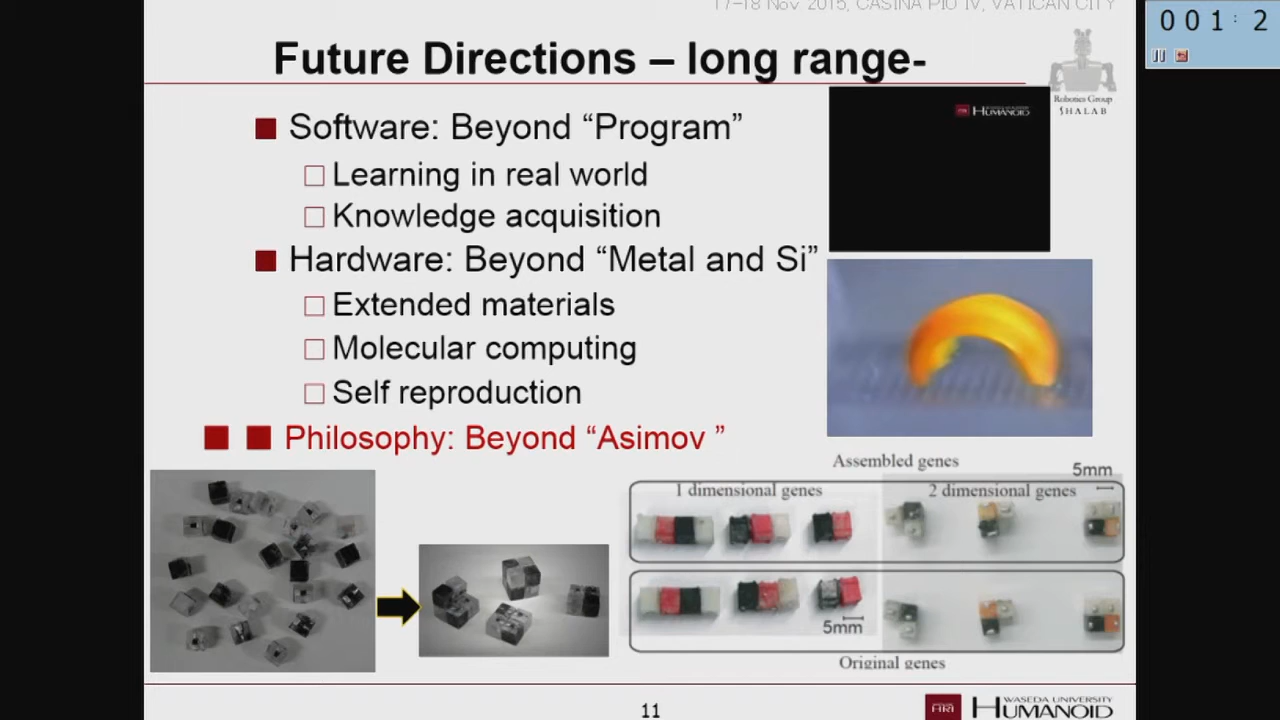 17–18 Nov 2015, CASINA PIO IV, VATICAN CITY
001: 2
Future Directions – long range-
Robotics Group
SHALAB
Software: Beyond “Program”
HUMANOID
Learning in real world
Knowledge acquisition
Hardware: Beyond “Metal and Si”
Extended materials
Molecular computing
Self reproduction
Philosophy: Beyond “Asimov ”
Assembled genes
5mm
1 dimensional genes
2 dimensional genes
5mm
Original genes
11
WASEDA UNIVERSITY
HUMANOID